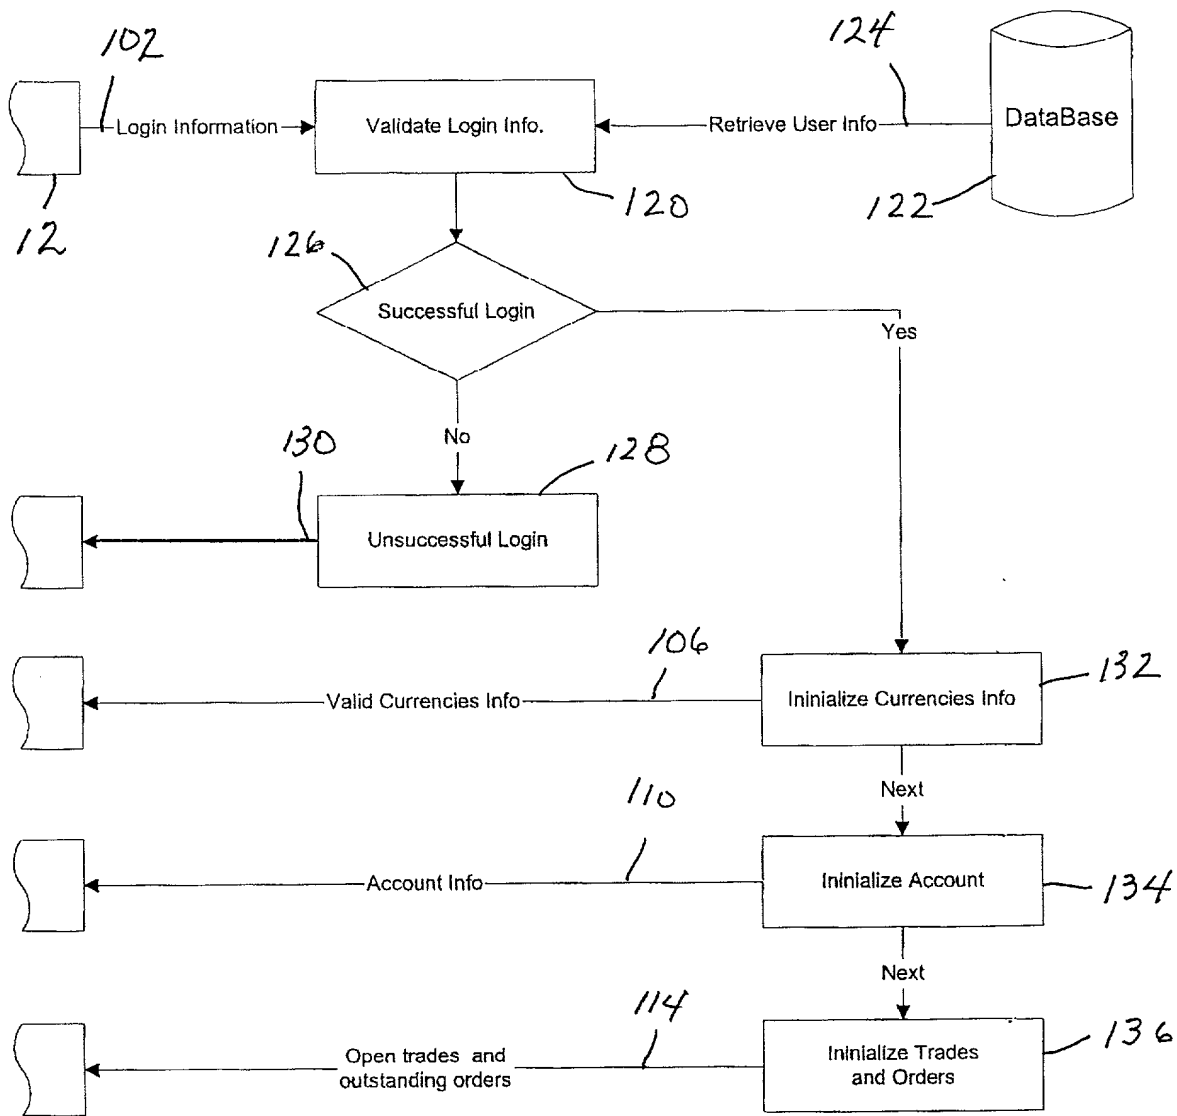 102
124
Login Information
Validate Login Info.
Retrieve User Info
DataBase
12
120
122
126
Successful Login
Yes
No
130
128
Unsuccessful Login
106
132
Valid Currencies Info
Ininialize Currencies Info
Next
110
Account Info
Ininialize Account
134
Next
114
Open trades and
outstanding orders
Ininialize Trades
and Orders
136